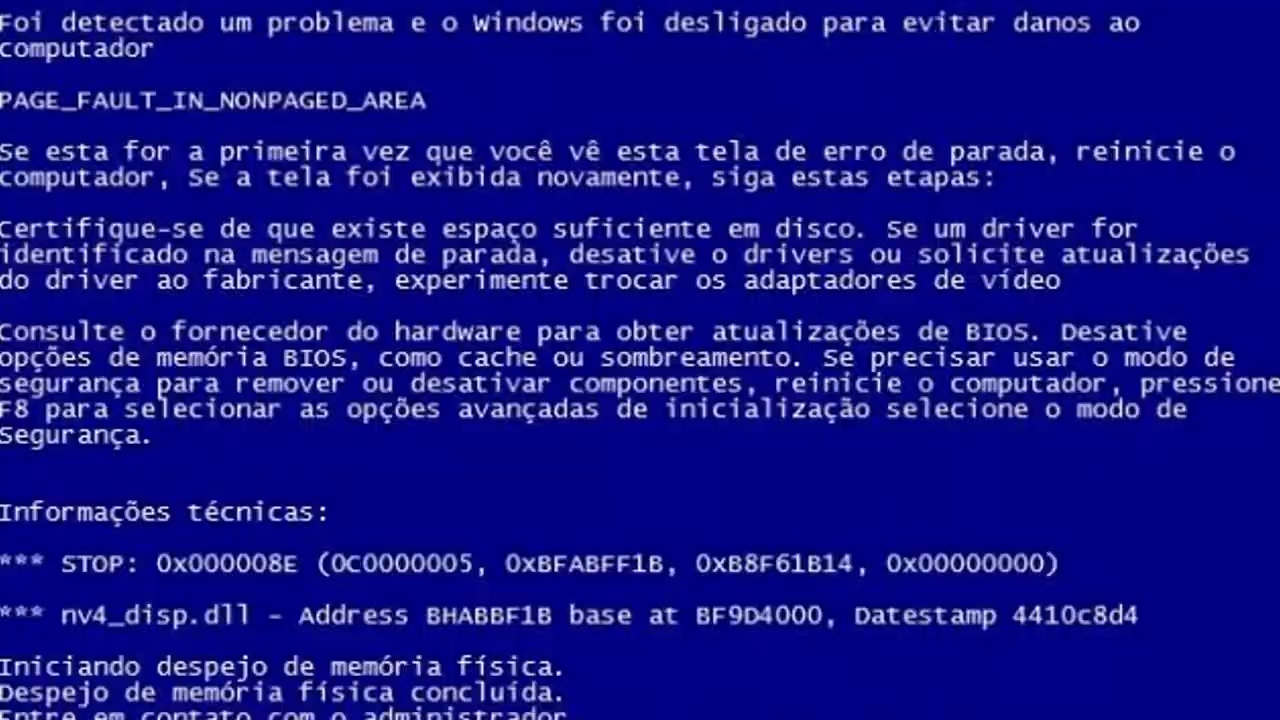 Foi detectado um problema e o Windows foi desligado para evitar danos ao
computador
PAGE_FAULT_IN_NONPAGED_AREA
Se esta for a primeira vez que você vê esta tela de erro de parada, reinicie o
computador, Se a tela foi exibida novamente, siga estas etapas:
Certifique-se de que existe espaço suficiente em disco. Se um driver for
identificado na mensagem de parada, desative o drivers ou solicite atualizações
do driver ao fabricante, experimente trocar os adaptadores de vídeo
Consulte o fornecedor do hardware para obter atualizações de BIOS. Desative
opções de memória BIOS, como cache ou sombreamento. Se precisar usar o modo de
segurança para remover ou desativar componentes, reinicie o computador, pressione
F8 para selecionar as opções avançadas de inicialização selecione o modo de
Segurança.
Informações técnicas:
*** STOP: 0x000008E (0C0000005, 0xBFABFF1B, 0xB8F61B14, 0x00000000)
*** nv4_disp.dll - Address BHABBF1B base at BF9D4000, Datestamp 4410c8d4
Iniciando despejo de memória física.
Despejo de memória física concluída.
Entre em contato com o administrador